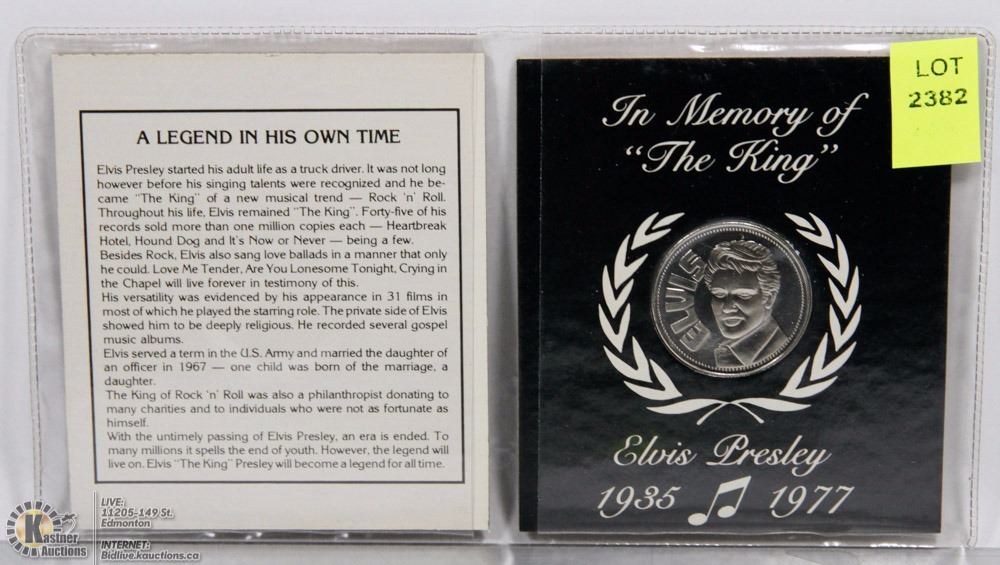 A LEGEND IN HIS OWN TIME
Elvis Presley started his adult life as a truck driver. It was not long
however before his singing talents were recognized and he be-
came "The King" of a new musical trend — Rock 'n' Roll.
Throughout his life, Elvis remained "The King". Forty-five of his
records sold more than one million copies each — Heartbreak
Hotel, Hound Dog and It's Now or Never — being a few.
Besides Rock, Elvis also sang love ballads in a manner that only
he could. Love Me Tender, Are You Lonesome Tonight, Crying in
the Chapel will live forever in testimony of this.
His versatility was evidenced by his appearance in 31 films in
most of which he played the starring role. The private side of Elvis
showed him to be deeply religious. He recorded several gospel
music albums.
Elvis served a term in the U.S. Army and married the daughter of
an officer in 1967 — one child was born of the marriage, a
daughter.
The King of Rock 'n' Roll was also a philanthropist donating to
many charities and to individuals who were not as fortunate as
himself.
With the untimely passing of Elvis Presley, an era is ended. To
many millions it spells the end of youth. However, the legend will
live on. Elvis "The King" Presley will become a legend for all time.
LOT
2382
In Memory of
"The King"
ELVIS
Elvis Presley
1935 1977
K
Kastner
Auctions
LIVE:
11205-149 St.
Edmonton
INTERNET:
Bidlive.kauctions.ca